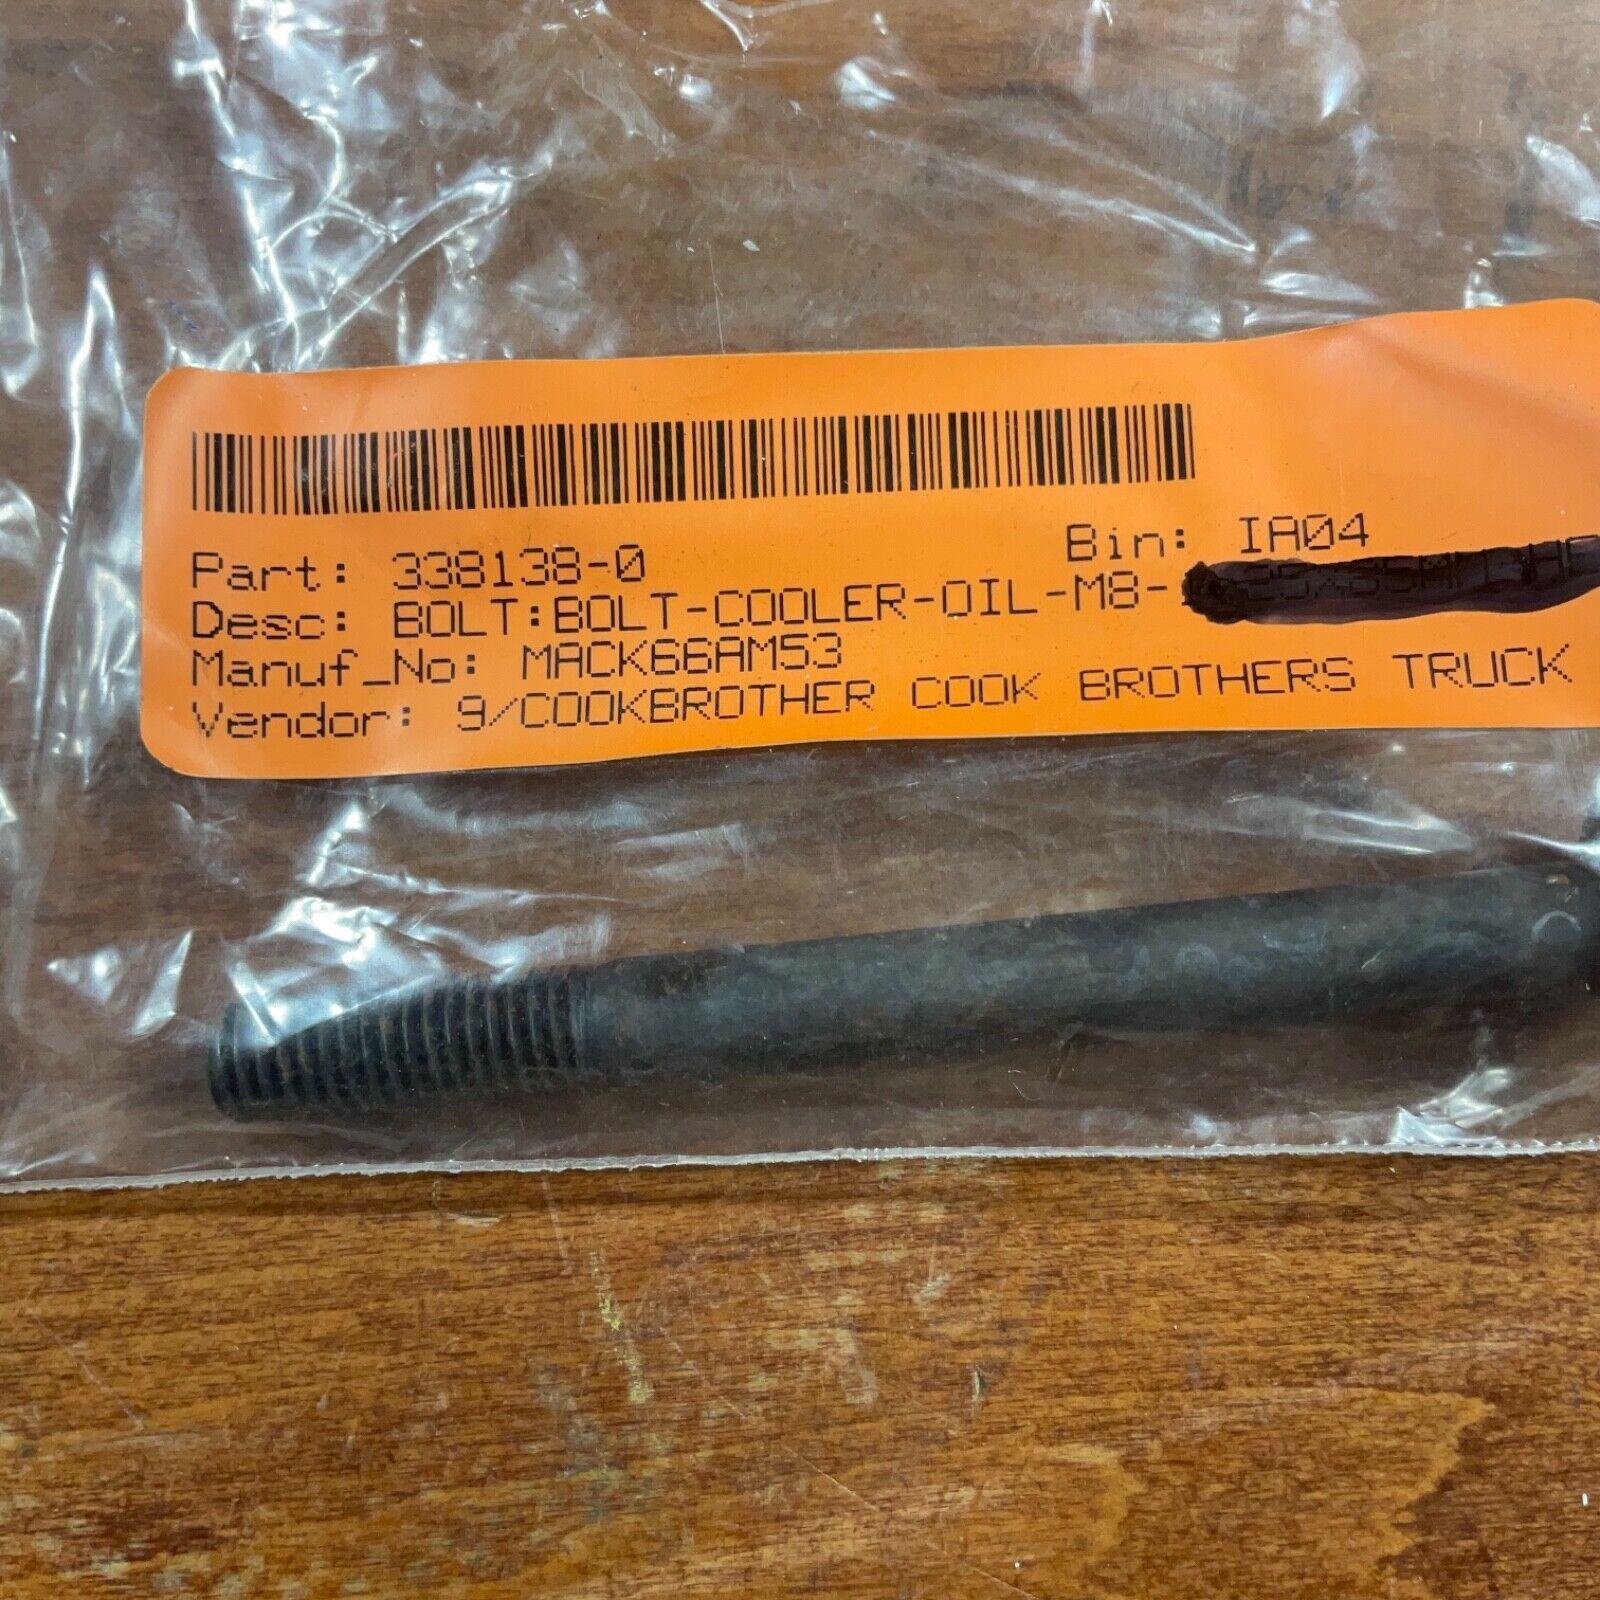 Part: 338138-0 Bin: IA04
Desc: BOLT:BOLT-COOLER-OIL-M8-
Manuf_No: MACK66AM53
Vendor: 9/COOKBROTHER COOK BROTHERS TRUCK